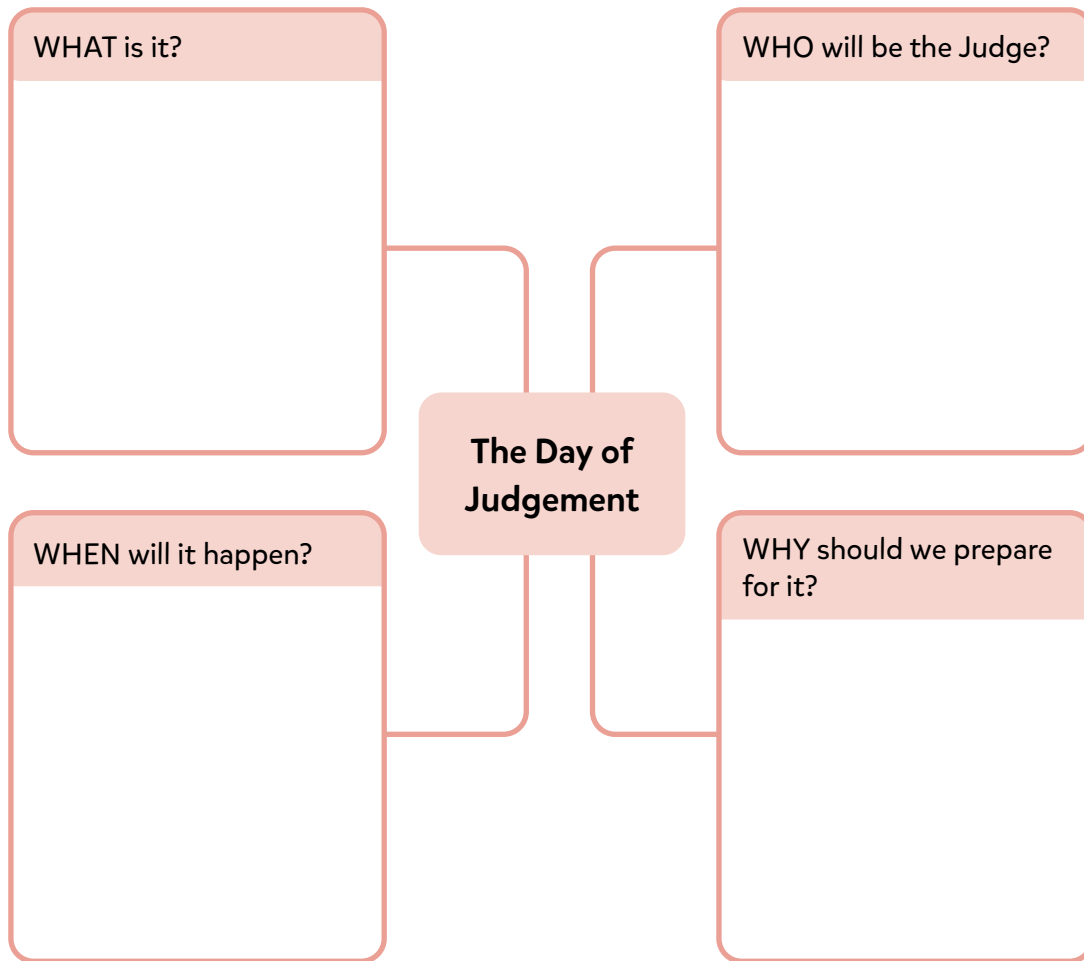 WHAT is it?
WHO will be the Judge?
The Day of
Judgement
WHEN will it happen?
WHY should we prepare
for it?